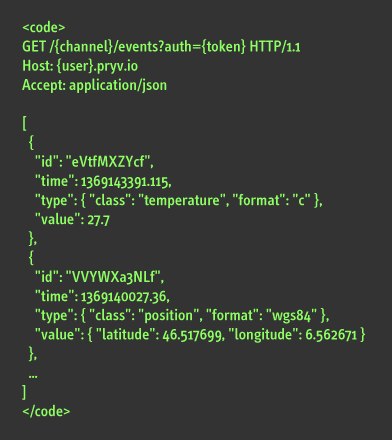 <code>
GET /{channel}/events?auth={token} HTTP/1.1
Host: {user}.pryv.io
Accept: application/json

[
  {
    "id": "eVtfMXZYcf",
    "time": 1369143391.115,
    "type": { "class": "temperature", "format": "c" },
    "value": 27.7
  },
  {
    "id": "VVYWXa3NLf",
    "time": 1369140027.36,
    "type": { "class": "position", "format": "wgs84" },
    "value": { "latitude": 46.517699, "longitude": 6.562671 }
  },
  ...
]
</code>